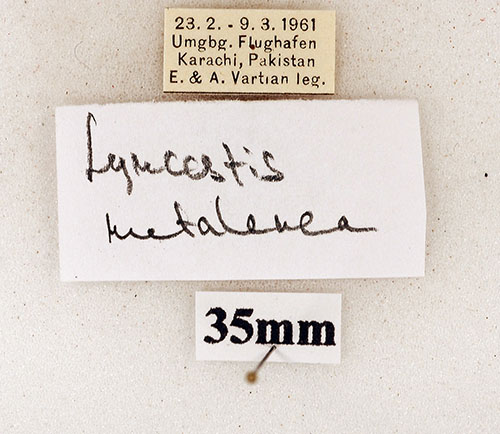 23. 2. - 9. 3. 1961
Umgbg. Flughafen
Karachi, Pakistan
E. & A. Vartian leg.
Lyncestis
metaleuca
35mm